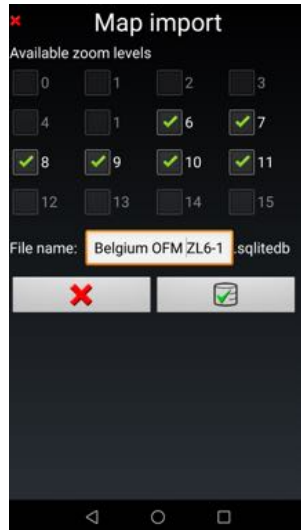 Map import
Available zoom levels
0 1 2 3
4 1 6 7
8 9 10 11
12 13 14 15
File name: Belgium OFM ZL6-1 .sqlitedb